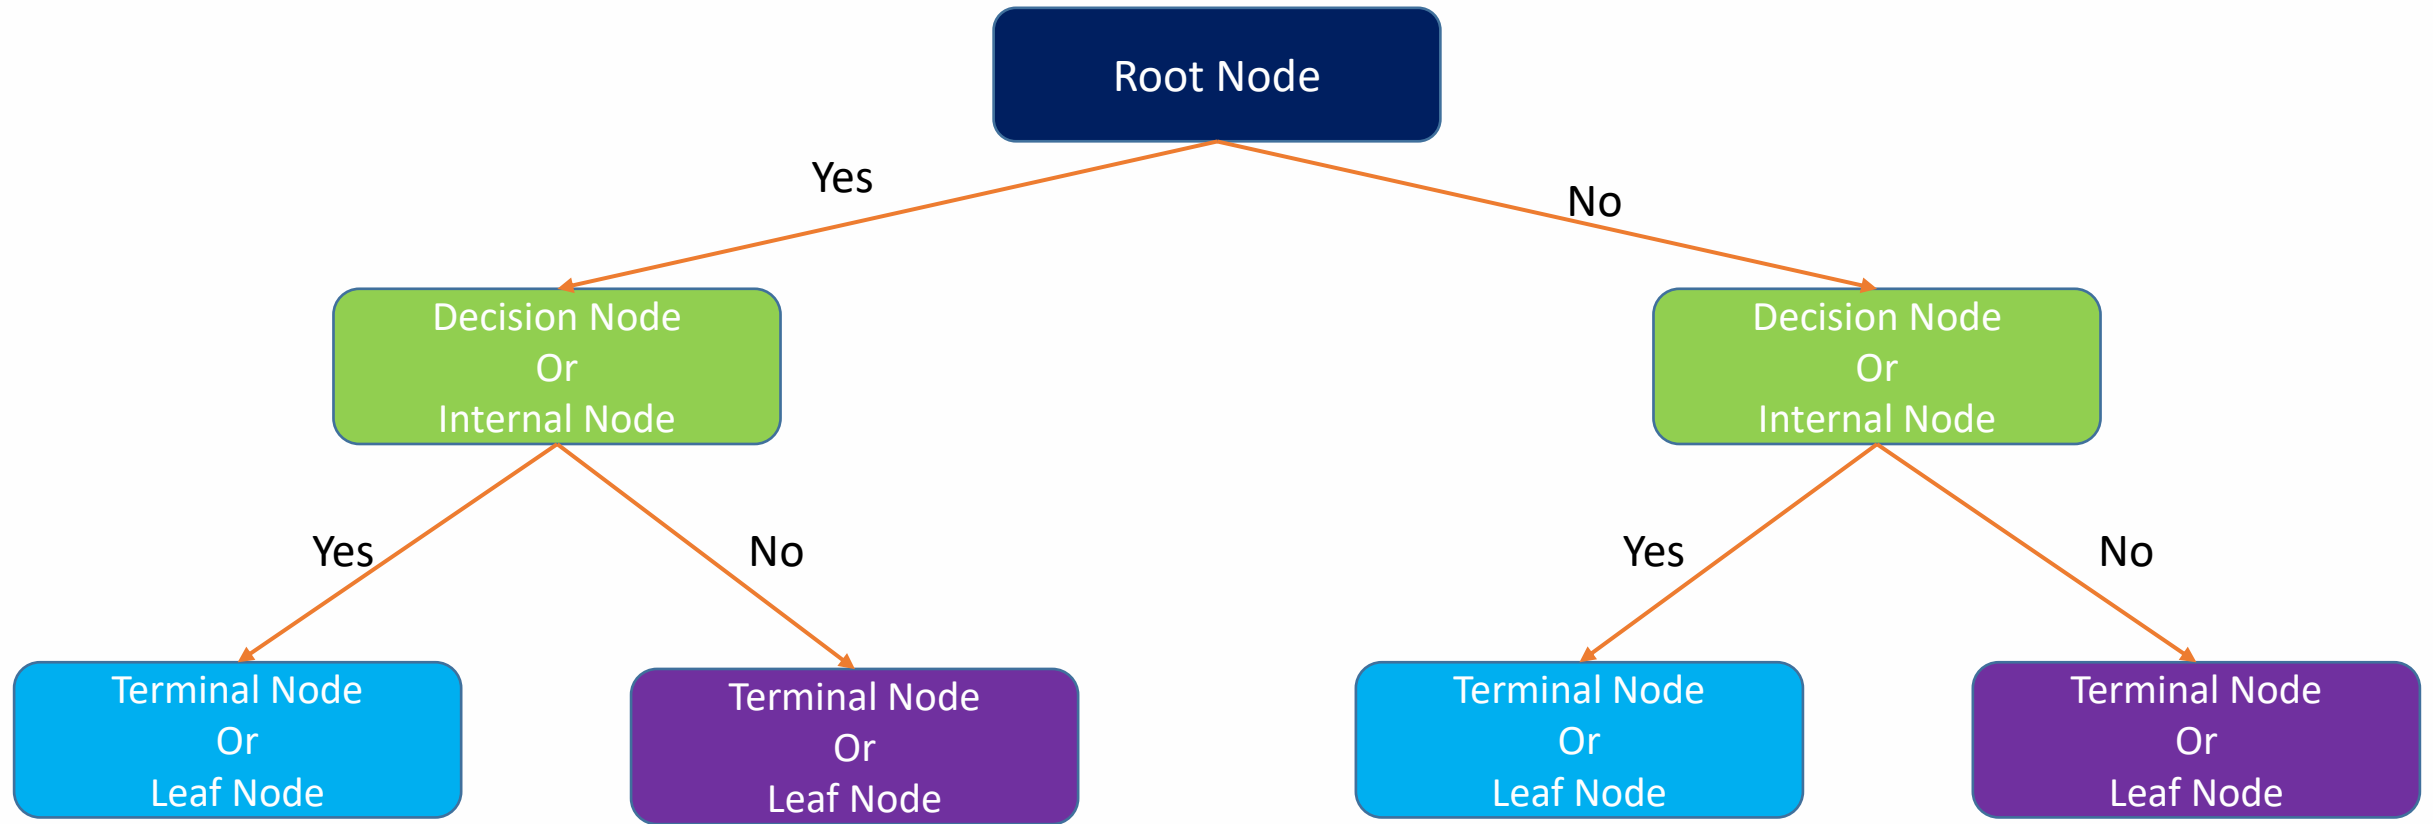 Root Node
Yes
No
Decision Node
Or
Internal Node
Decision Node
Or
Internal Node
Yes
No
Yes
No
Terminal Node
Or
Leaf Node
Terminal Node
Or
Leaf Node
Terminal Node
Or
Leaf Node
Terminal Node
Or
Leaf Node